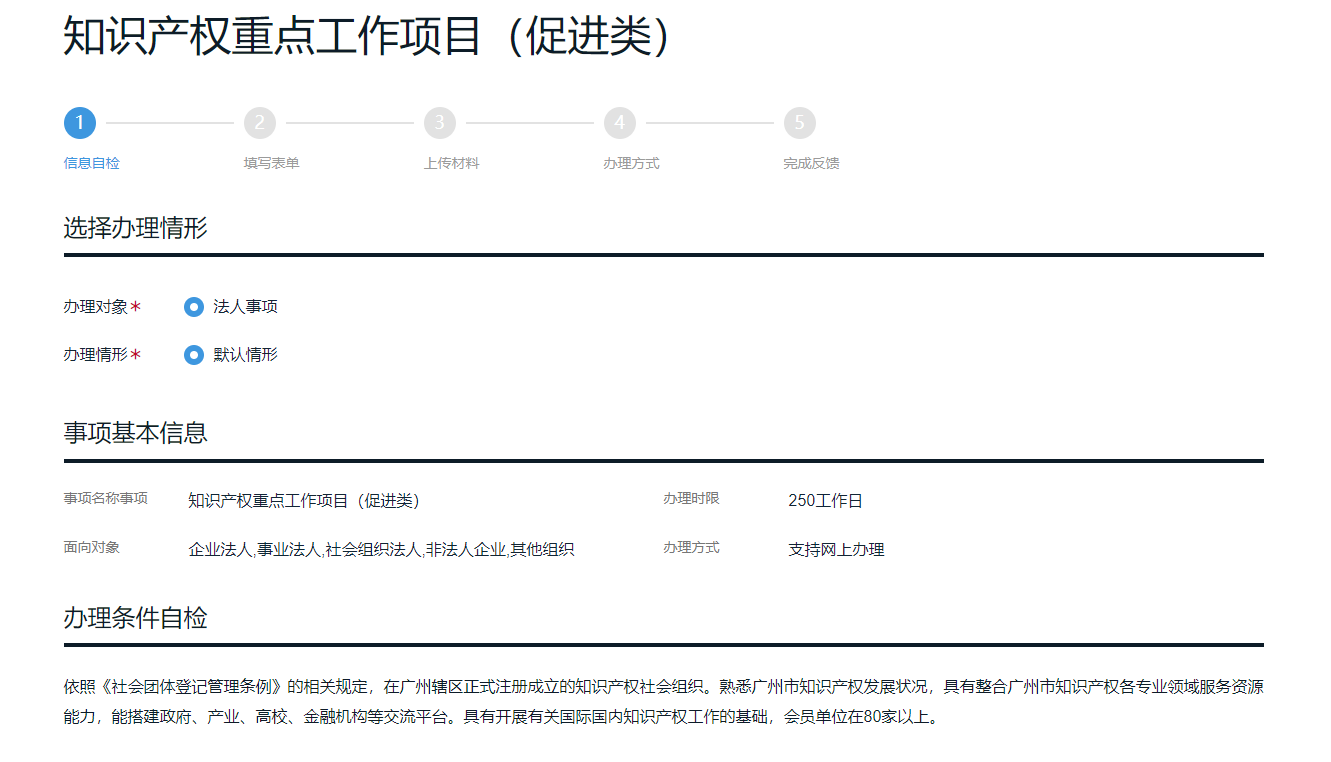 知识产权重点工作项目（促进类）
1 2 3 4 5
信息自检 填写表单 上传材料 办理方式 完成反馈
选择办理情形
办理对象* 法人事项
办理情形* 默认情形
事项基本信息
事项名称事项 知识产权重点工作项目（促进类） 办理时限 250工作日
面向对象 企业法人,事业法人,社会组织法人,非法人企业,其他组织 办理方式 支持网上办理
办理条件自检
依照《社会团体登记管理条例》的相关规定，在广州辖区正式注册成立的知识产权社会组织。熟悉广州市知识产权发展状况，具有整合广州市知识产权各专业领域服务资源
能力，能搭建政府、产业、高校、金融机构等交流平台。具有开展有关国际国内知识产权工作的基础，会员单位在80家以上。